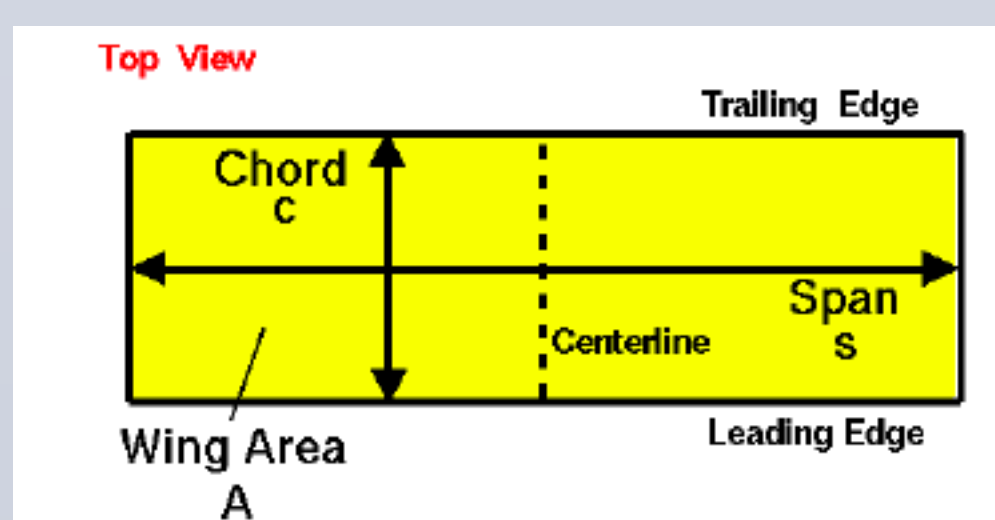 Top View
Trailing Edge
Chord
c
Span
s
Centerline
Leading Edge
Wing Area
A